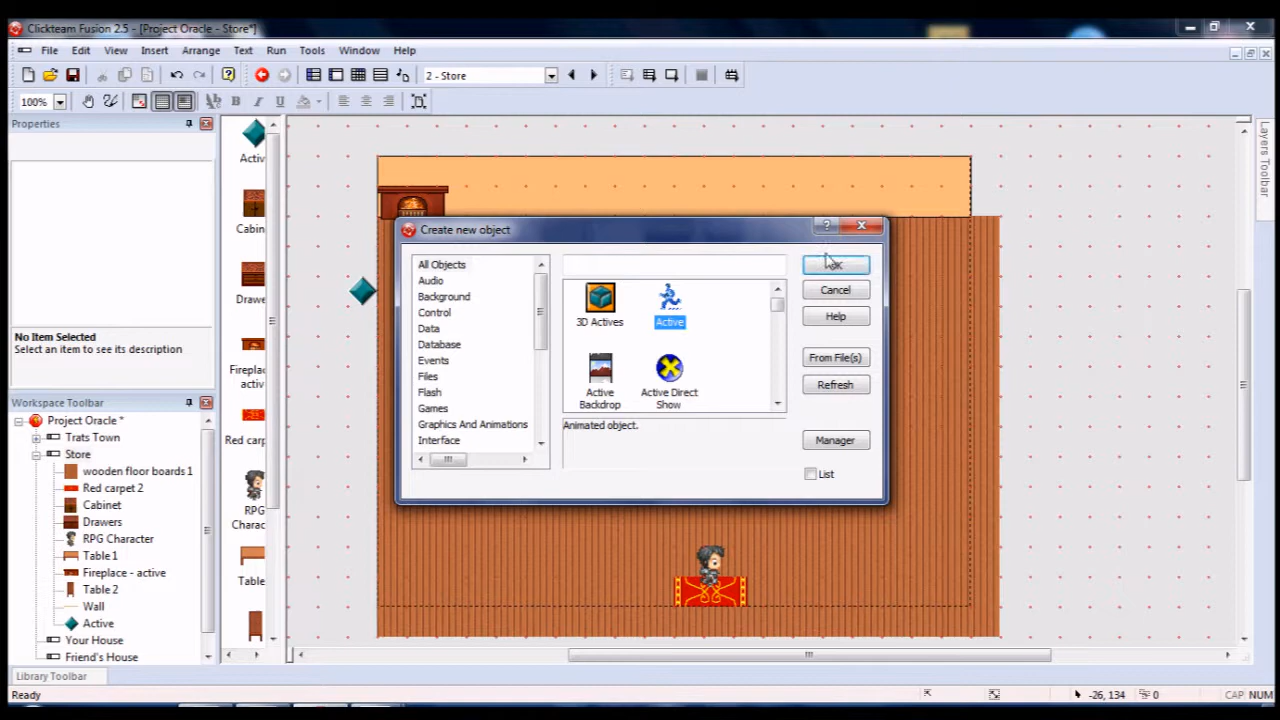 Clickteam Fusion 2.5 - [Project Oracle - Store*]
File Edit View Insert Arrange Text Run Tools Window Help
2 - Store
100%
B I U
Properties
Layers Toolbar
Activ
Cabin
Drawe
Firepla
activ
Red carp
RPG
Charac
Table
No Item Selected
Select an item to see its description
Workspace Toolbar
Project Oracle *
Trats Town
Store
wooden floor boards 1
Red carpet 2
Cabinet
Drawers
RPG Character
Table 1
Fireplace - active
Table 2
Wall
Active
Your House
Friend's House
Library Toolbar
Create new object
All Objects
Audio
Background
Control
Data
Database
Events
Files
Flash
Games
Graphics And Animations
Interface
3D Actives
Active
Active
Backdrop
Active Direct
Show
Animated object.
Cancel
Help
From File(s)
Refresh
Manager
List
Ready
-26, 134
0
CAP NUM